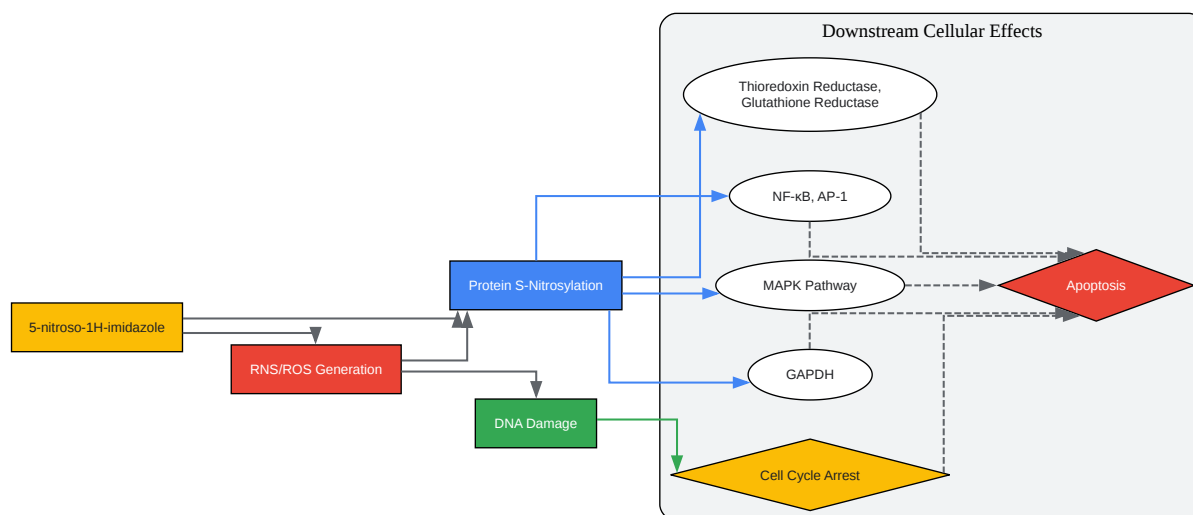 Downstream Cellular Effects
Thioredoxin Reductase,
Glutathione Reductase
NF-κB, AP-1
Protein S-Nitrosylation
MAPK Pathway
Apoptosis
5-nitroso-1H-imidazole
RNS/ROS Generation
GAPDH
DNA Damage
Cell Cycle Arrest